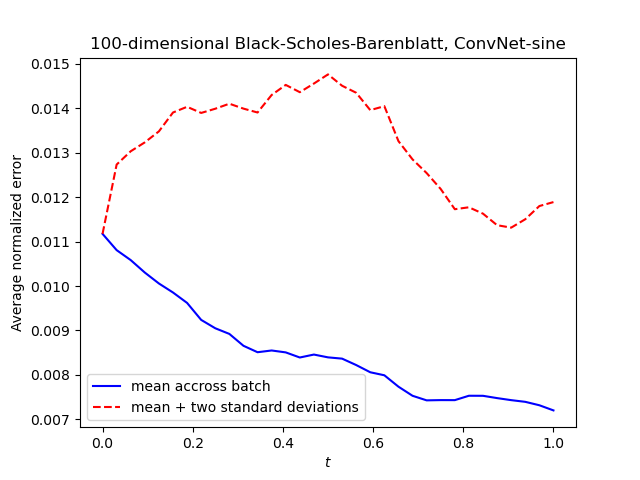 100-dimensional Black-Scholes-Barenblatt, ConvNet-sine
Average normalized error
0.015
0.014
0.013
0.012
0.011
0.010
0.009
0.008
0.007
mean accross batch
mean + two standard deviations
0.0 0.2 0.4 0.6 0.8 1.0
t